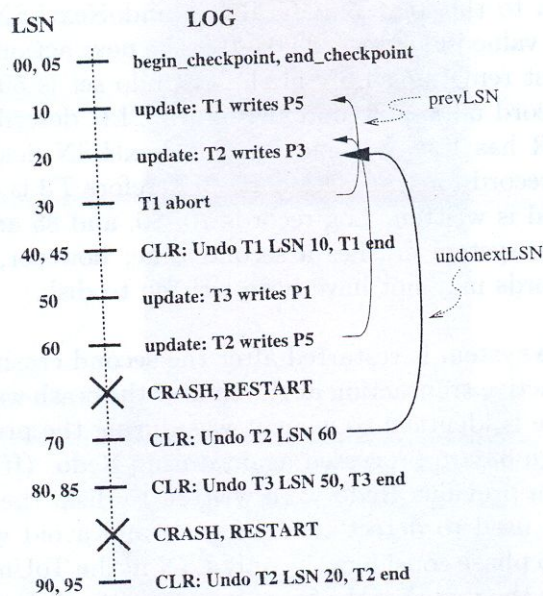 LSN LOG
00, 05 begin_checkpoint, end_checkpoint
10 update: T1 writes P5
prevLSN
20 update: T2 writes P3
30 T1 abort
40, 45 CLR: Undo T1 LSN 10, T1 end
undonextLSN
50 update: T3 writes P1
60 update: T2 writes P5
CRASH, RESTART
70 CLR: Undo T2 LSN 60
80, 85 CLR: Undo T3 LSN 50, T3 end
CRASH, RESTART
90, 95 CLR: Undo T2 LSN 20, T2 end